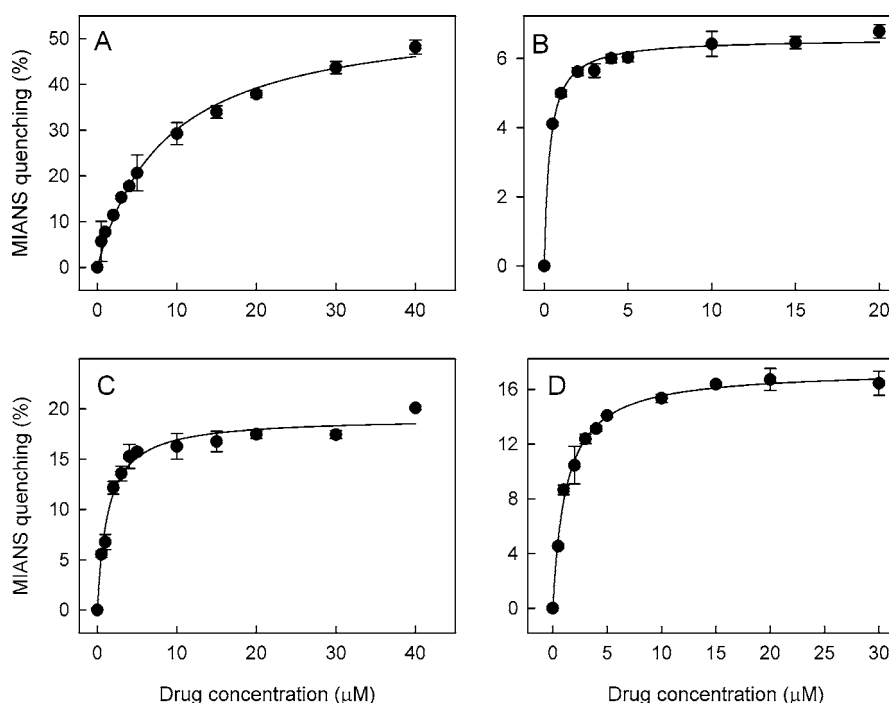 A
B
MIANS quenching (%)
50
40
30
20
10
0
0 10 20 30 40
6
4
2
0
0 5 10 15 20
C
D
MIANS quenching (%)
20
15
10
5
0
0 10 20 30 40
Drug concentration (μM)
16
12
8
4
0
0 5 10 15 20 25 30
Drug concentration (μM)